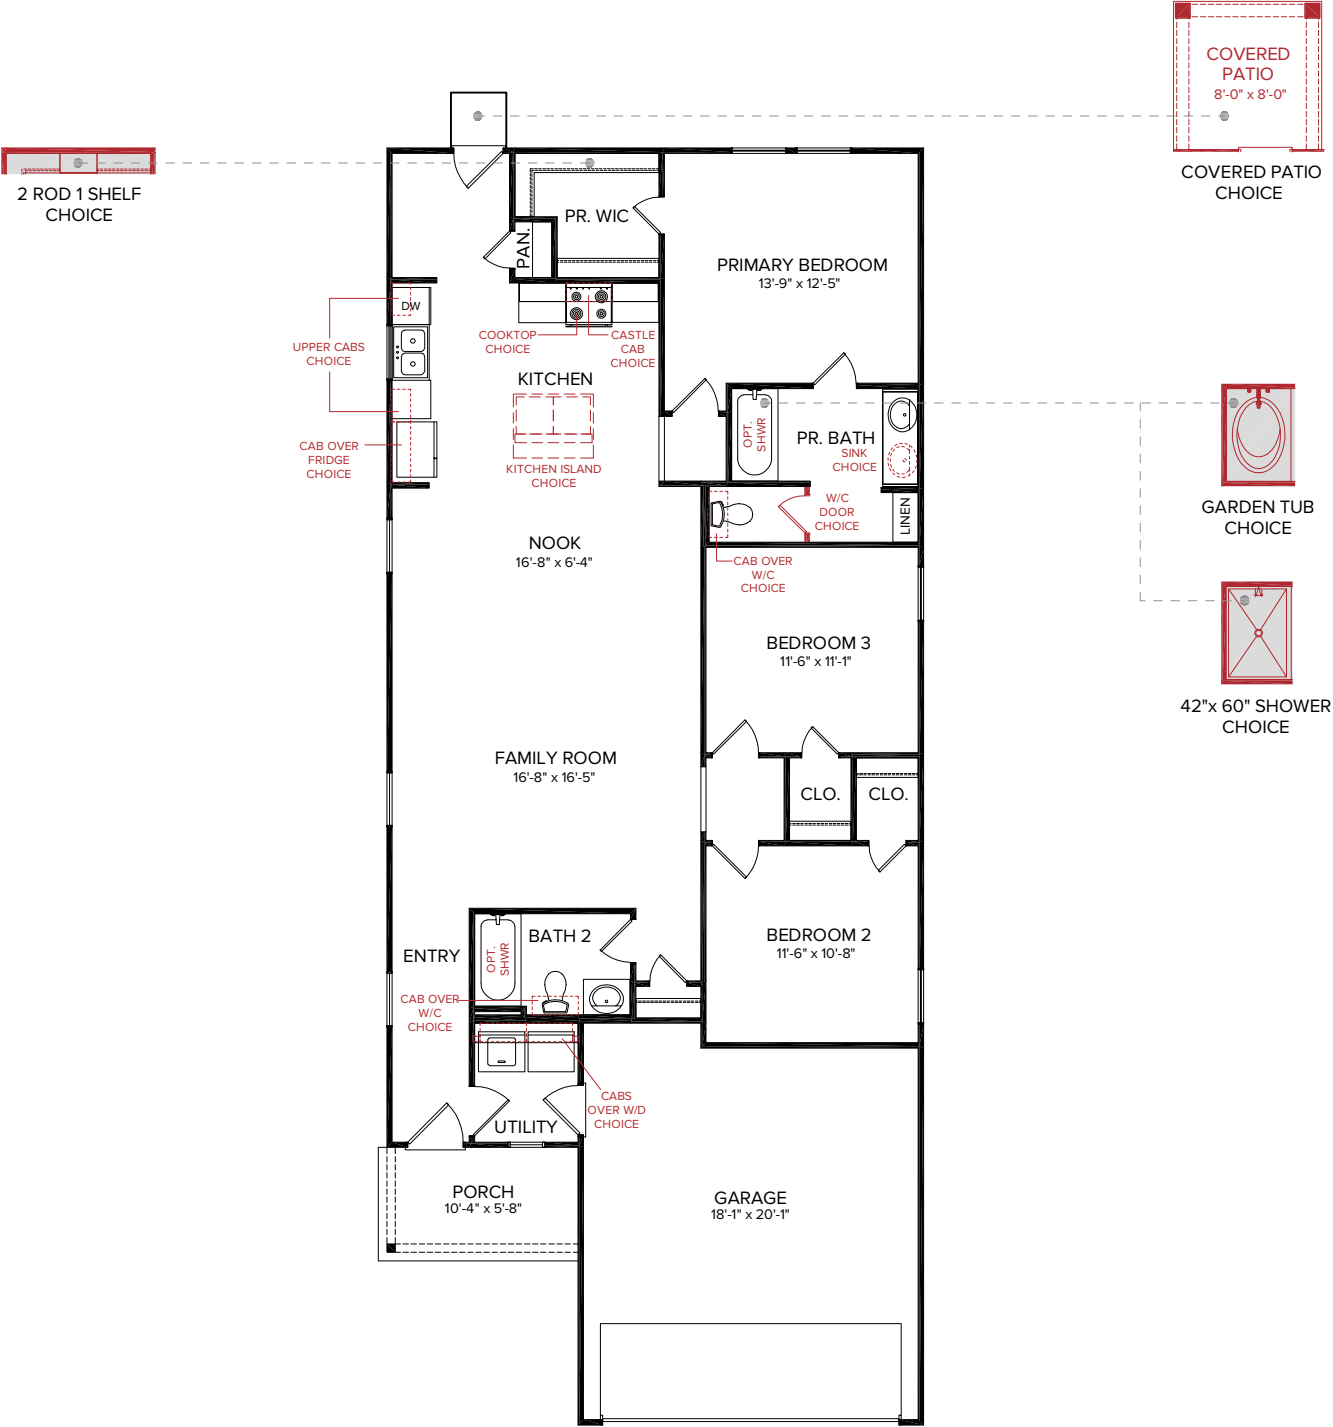 COVERED
PATIO
8'-0" x 8'-0"
COVERED PATIO
CHOICE
2 ROD 1 SHELF
CHOICE
PR. WIC
PAN.
PRIMARY BEDROOM
13'-9" x 12'-5"
DW
UPPER CABS
CHOICE
COOKTOP
CHOICE
CASTLE
CAB
CHOICE
KITCHEN
KITCHEN ISLAND
CHOICE
CAB OVER
FRIDGE
CHOICE
OPT.
SHWR
PR. BATH
SINK
CHOICE
W/C
DOOR
CHOICE
LINEN
GARDEN TUB
CHOICE
NOOK
16'-8" x 6'-4"
CAB OVER
W/C
CHOICE
BEDROOM 3
11'-6" x 11'-1"
42"x 60" SHOWER
CHOICE
FAMILY ROOM
16'-8" x 16'-5"
CLO.
CLO.
BEDROOM 2
11'-6" x 10'-8"
BATH 2
OPT.
SHWR
ENTRY
CAB OVER
W/C
CHOICE
CABS
OVER W/D
CHOICE
UTILITY
PORCH
10'-4" x 5'-8"
GARAGE
18'-1" x 20'-1"